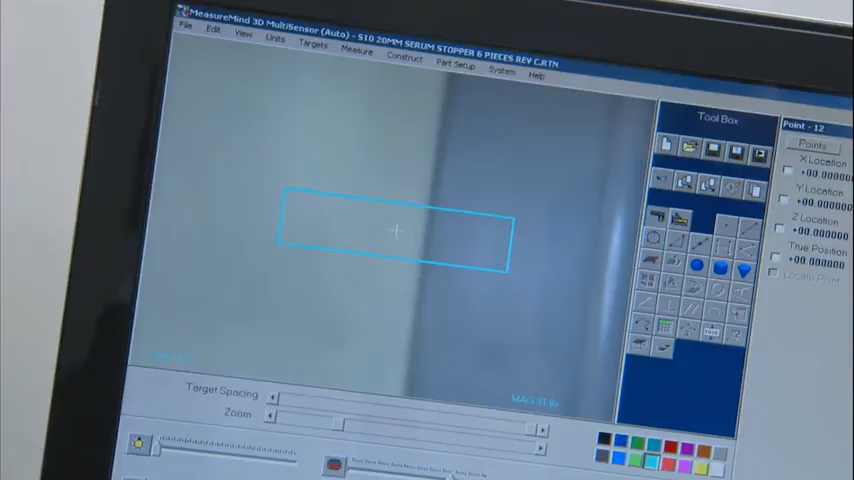 MeasureMind 3D MultiSensor (Auto) - S10 20MM SERUM STOPPER 6 PIECES REV C.RTN
File Edit View Units Targets Measure Construct Part Setup System Help
Tool Box
Point - 12
Points
X Location
+00.000000
Y Location
+00.000000
Z Location
+00.000000
True Position
+00.000000
Locate Point
MAG 31.6x
Target Spacing
Zoom